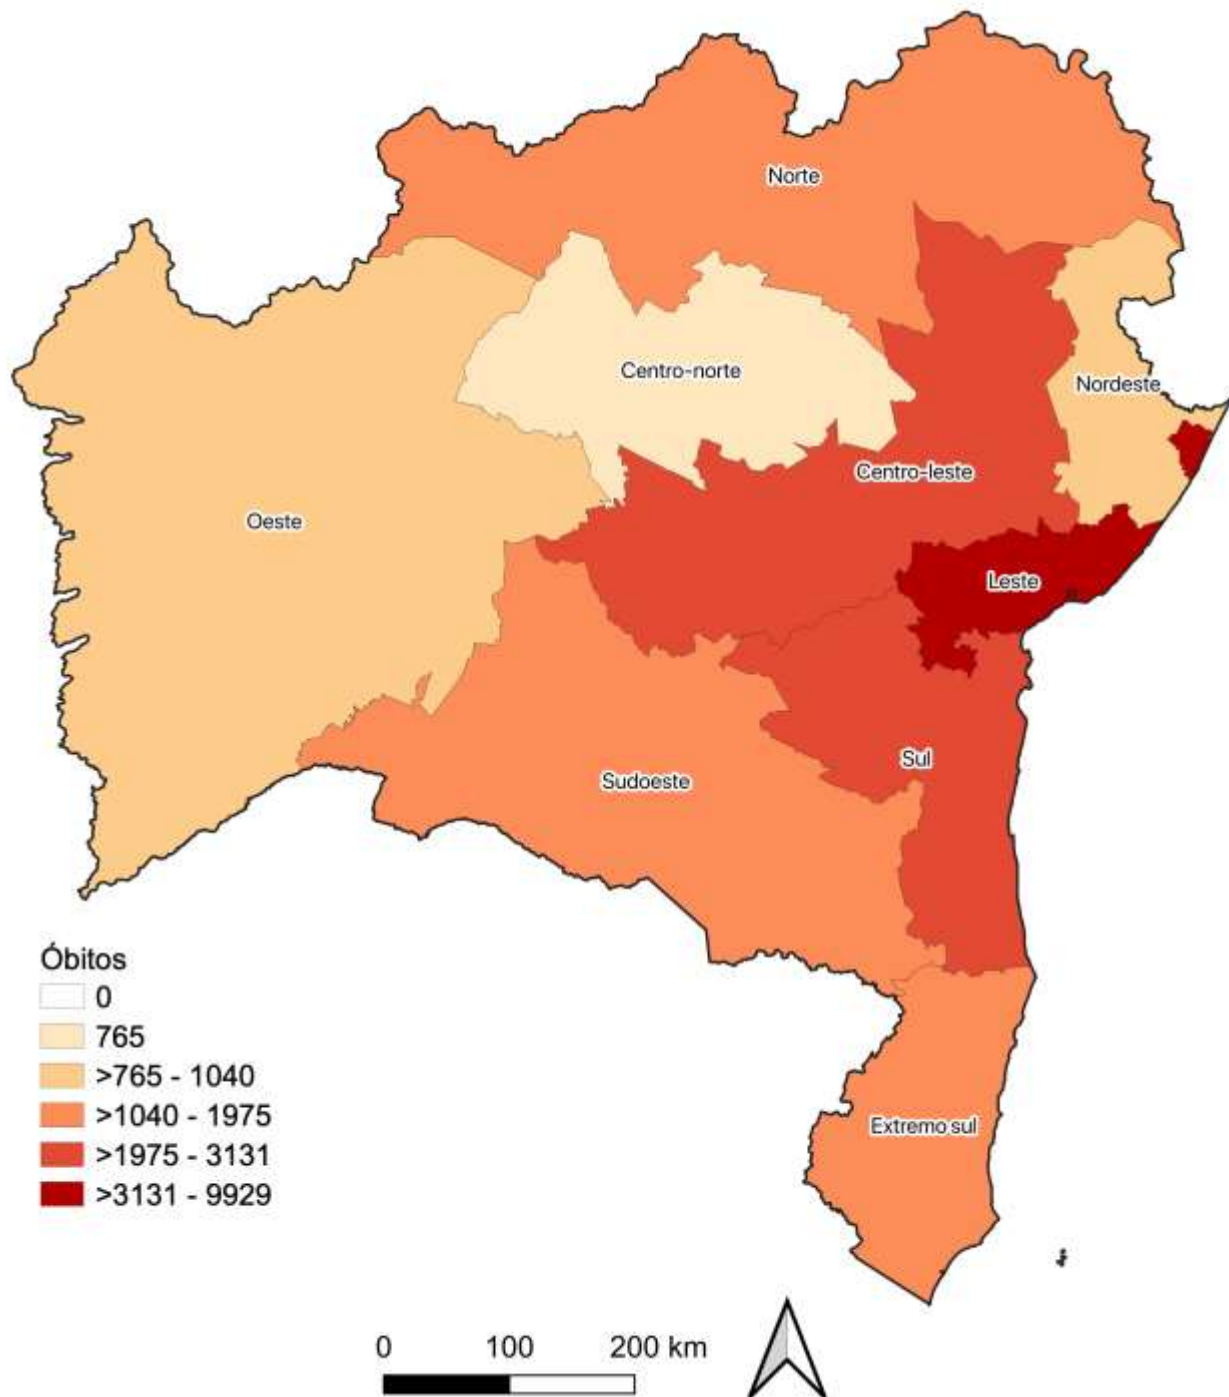 Norte
Centro-norte
Nordeste
Centro-leste
Oeste
Leste
Sul
Sudoeste
Óbitos
0
765
>765 - 1040
>1040 - 1975
>1975 - 3131
>3131 - 9929
Extremo sul
0 100 200 km